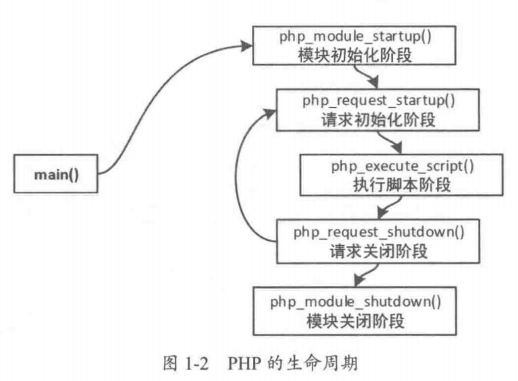 php_module_startup()
模块初始化阶段
php_request_startup()
请求初始化阶段
main()
php_execute_script()
执行脚本阶段
php_request_shutdown()
请求关闭阶段
php_module_shutdown()
模块关闭阶段
图 1-2 PHP 的生命周期